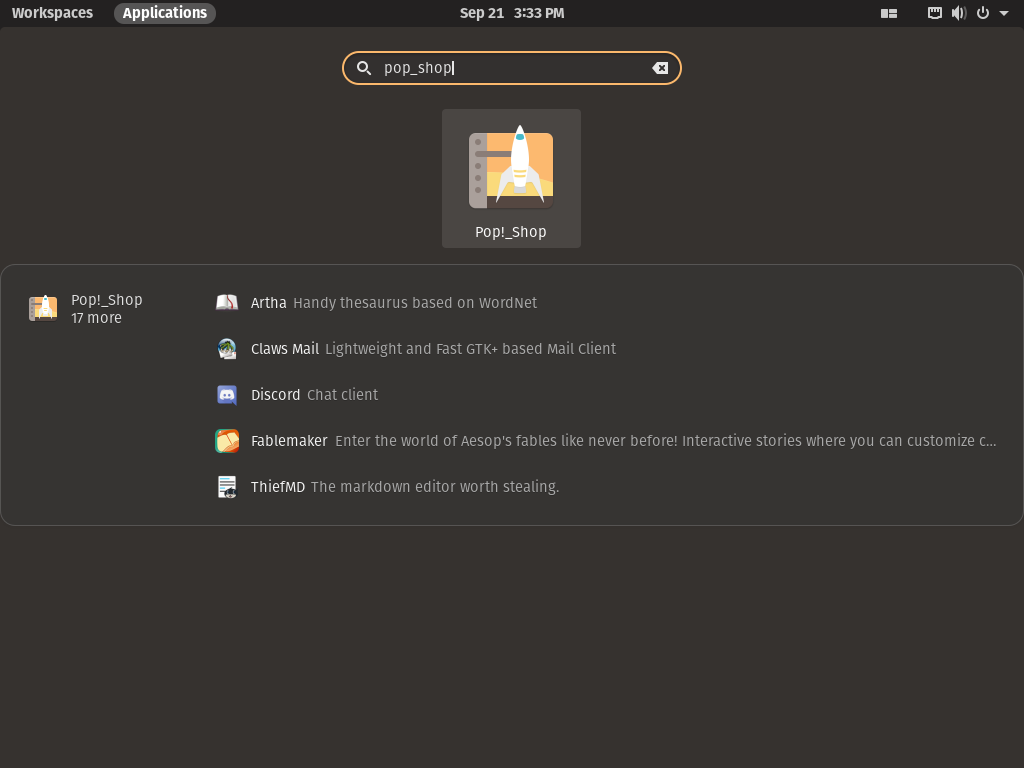 Workspaces Applications Sep 21 3:33 PM
pop_shop
Pop!_Shop
Pop!_Shop
17 more
Artha Handy thesaurus based on WordNet
Claws Mail Lightweight and Fast GTK+ based Mail Client
Discord Chat client
Fablemaker Enter the world of Aesop's fables like never before! Interactive stories where you can customize c...
ThiefMD The markdown editor worth stealing.